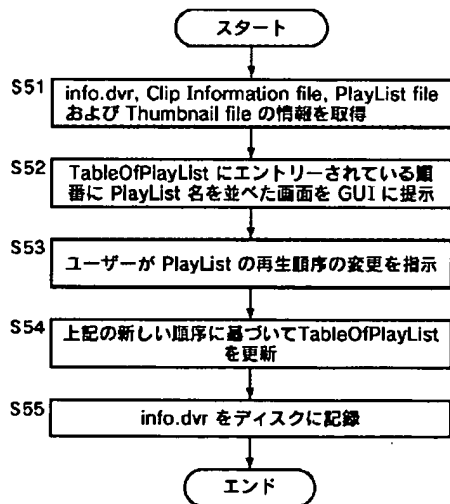 スタート
S51
info.dvr, Clip Information file, PlayList file
および Thumbnail file の情報を取得
S52
TableOfPlayList にエントリーされている順
番に PlayList 名を並べた画面を GUI に提示
S53
ユーザーが PlayList の再生順序の変更を指示
S54
上記の新しい順序に基づいてTableOfPlayList
を更新
S55
info.dvr をディスクに記録
エンド